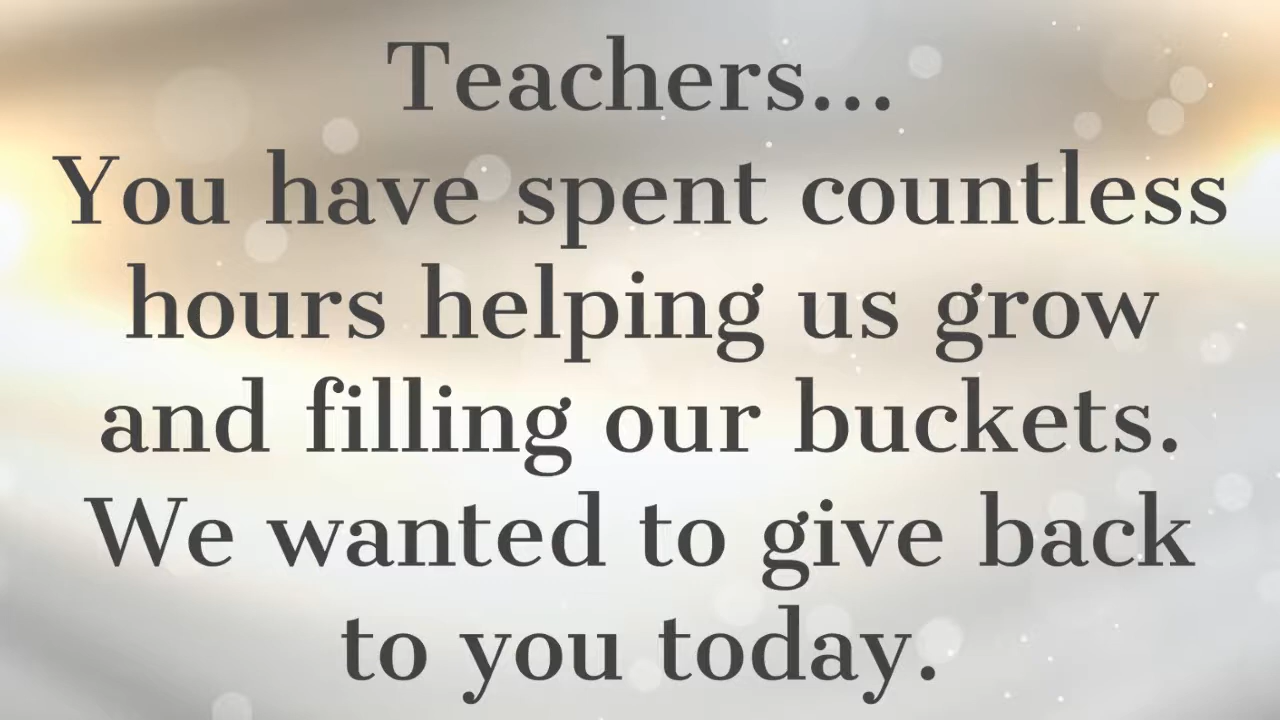 Teachers...
You have spent countless
hours helping us grow
and filling our buckets.
We wanted to give back
to you today.